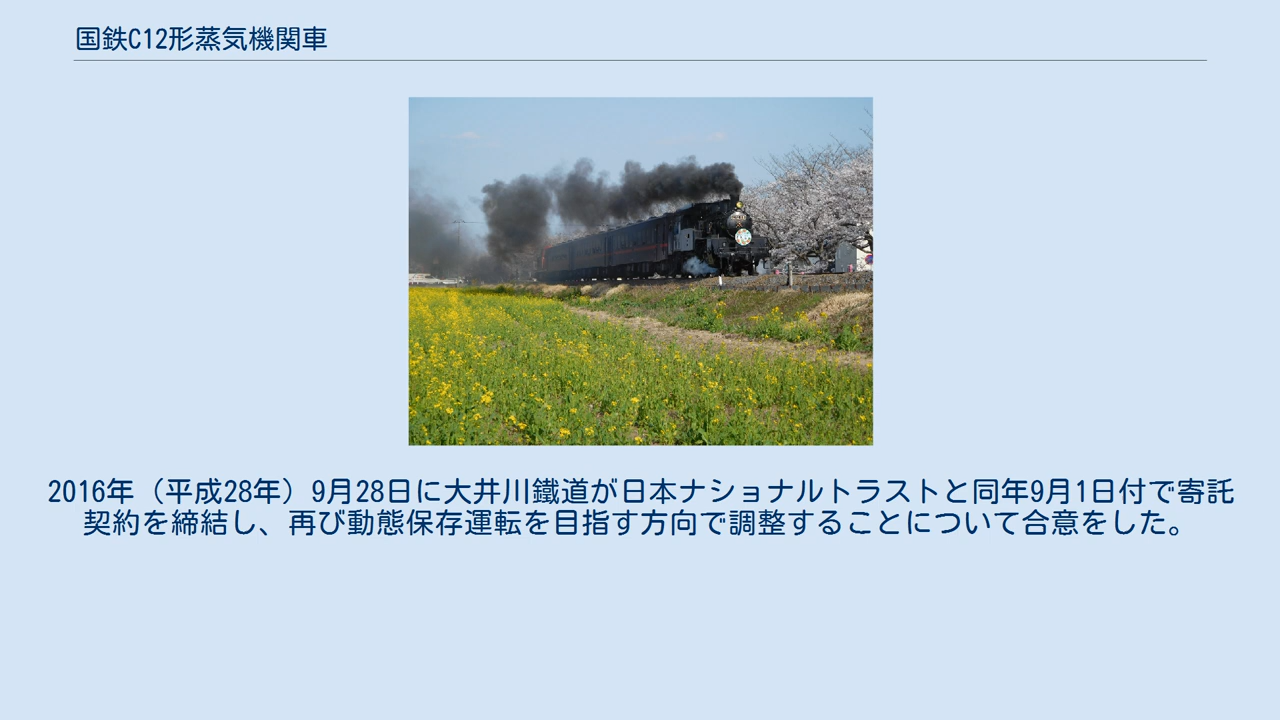 国鉄C12形蒸気機関車
2016年（平成28年）9月28日に大井川鐵道が日本ナショナルトラストと同年9月1日付で寄託
契約を締結し、再び動態保存運転を目指す方向で調整することについて合意をした。